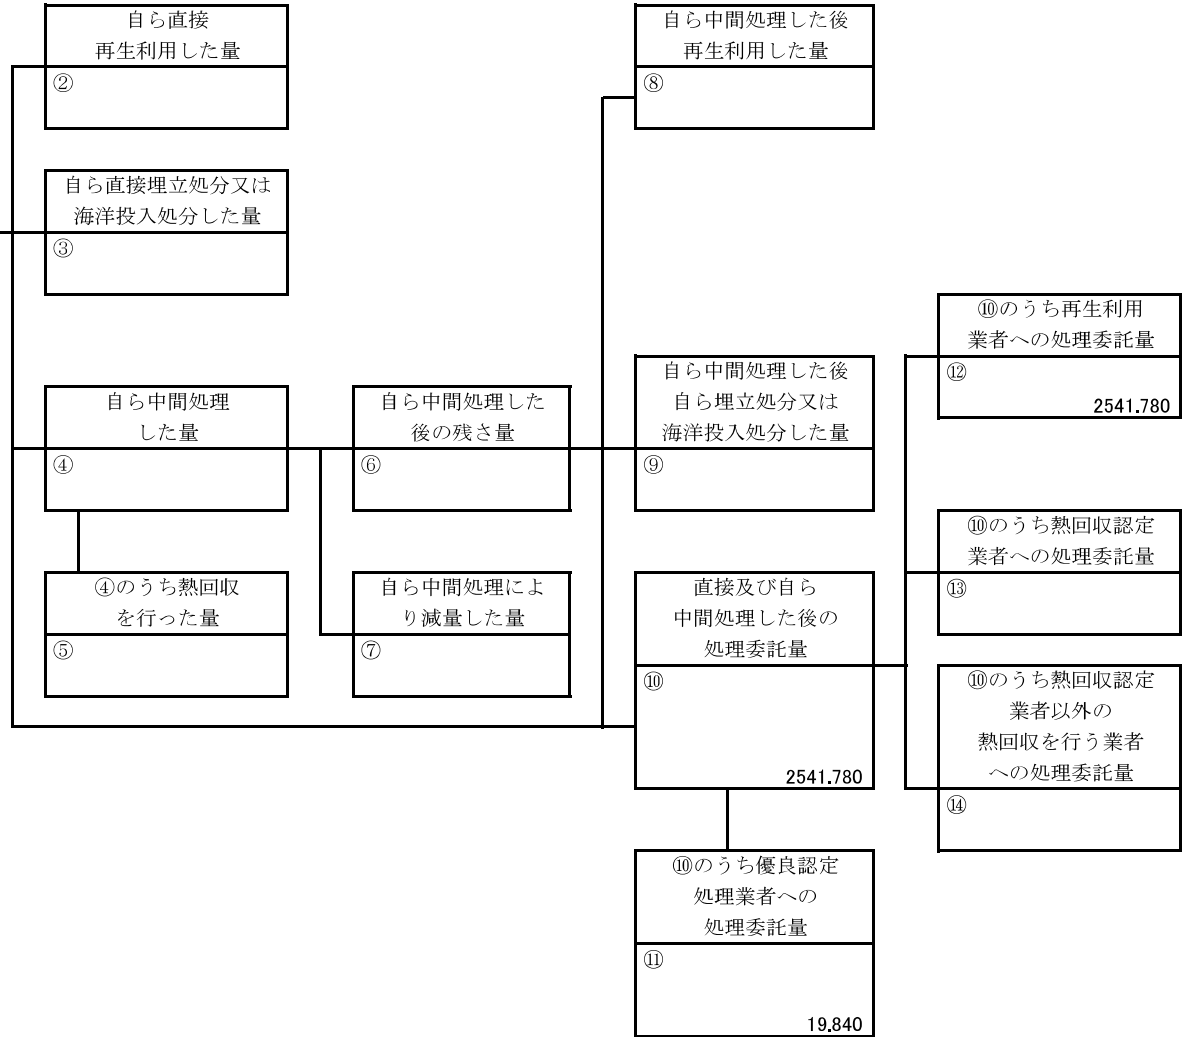 自ら直接
再生利用した量
②
自ら直接埋立処分又は
海洋投入処分した量
③
自ら中間処理
した量
④
④のうち熱回収
を行った量
⑤
自ら中間処理した
後の残さ量
⑥
自ら中間処理によ
り減量した量
⑦
自ら中間処理した後
再生利用した量
⑧
自ら中間処理した後
自ら埋立処分又は
海洋投入処分した量
⑨
直接及び自ら
中間処理した後の
処理委託量
⑩
2541.780
⑩のうち優良認定
処理業者への
処理委託量
⑪
19.840
⑩のうち再生利用
業者への処理委託量
⑫
2541.780
⑩のうち熱回収認定
業者への処理委託量
⑬
⑩のうち熱回収認定
業者以外の
熱回収を行う業者
への処理委託量
⑭